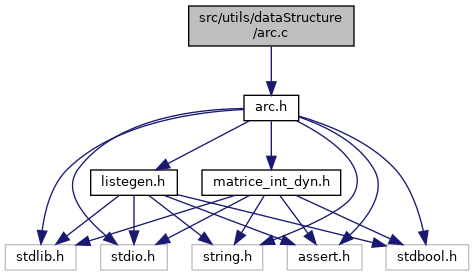 src/utils/dataStructure
/arc.c
arc.h
listegen.h
matrice_int_dyn.h
stdlib.h
stdio.h
string.h
assert.h
stdbool.h